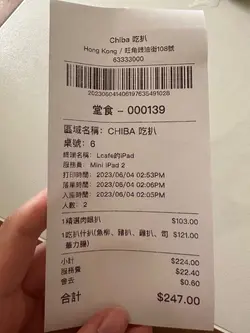 Chiba 吃扒
Hong Kong / 旺角綠遊街108號
63333000
堂食 - 000139
區域名稱： CHIBA 吃扒
桌號： 6
終端名稱： Lcafe的iPad
服務員： Mini iPad 2
打印時間： 2023/06/04 02:53PM
落單時間： 2023/06/04 02:06PM
入座時間： 2023/06/04 02:05PM
人數： 2
1精選肉眼扒 $103.00
1吃扒什扒(魚柳、豬扒、雞扒、司華力腸) $121.00
小計 $224.00
服務費 $22.40
會去 $0.60
合計 $247.00